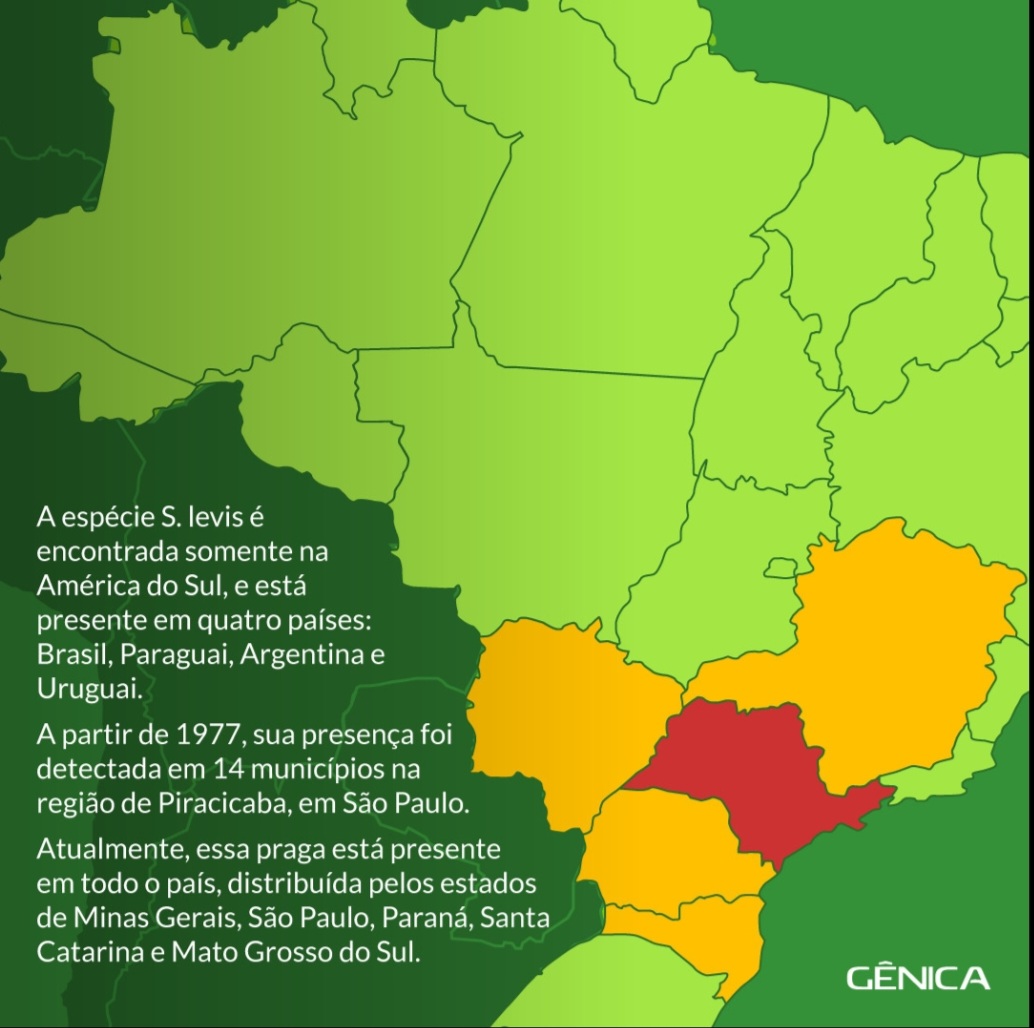 A espécie S. levis é
encontrada somente na
América do Sul, e está
presente em quatro países:
Brasil, Paraguai, Argentina e
Uruguai.
A partir de 1977, sua presença foi
detectada em 14 municípios na
região de Piracicaba, em São Paulo.
Atualmente, essa praga está presente
em todo o país, distribuída pelos estados
de Minas Gerais, São Paulo, Paraná, Santa
Catarina e Mato Grosso do Sul.
GÊNICA